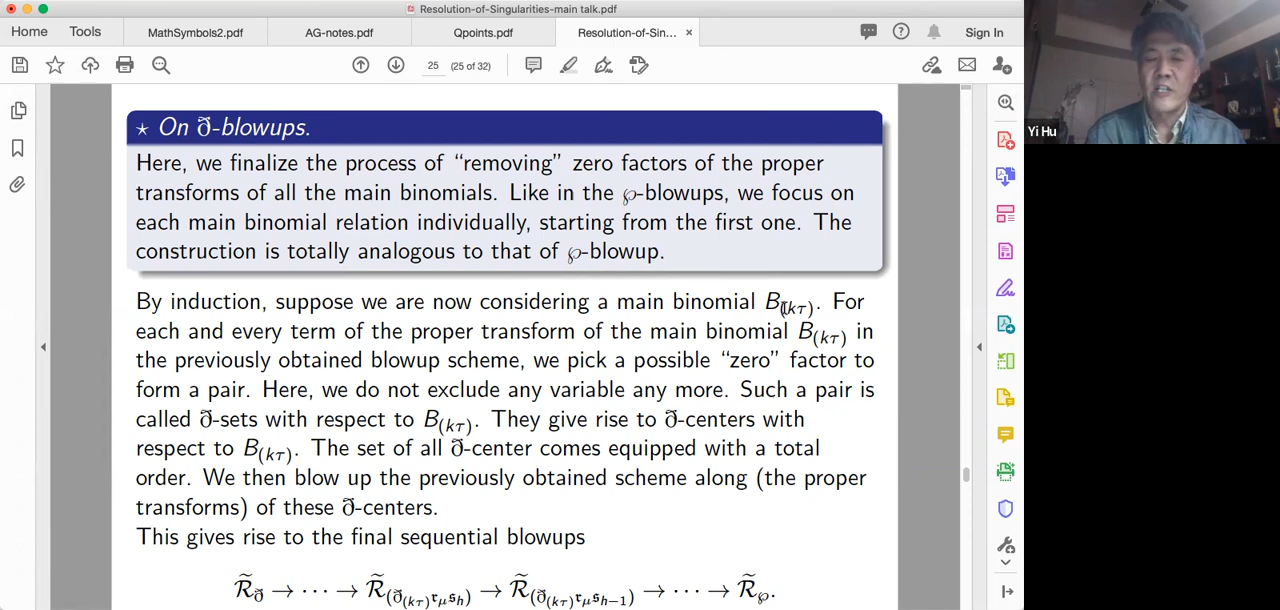 Resolution-of-Singularities-main talk.pdf
Home Tools MathSymbols2.pdf AG-notes.pdf Qpoints.pdf Resolution-of-Sin... × Sign In
25 (25 of 32)
Yi Hu
⋆ On ð̆-blowups.
Here, we finalize the process of “removing” zero factors of the proper
transforms of all the main binomials. Like in the ℘-blowups, we focus on
each main binomial relation individually, starting from the first one. The
construction is totally analogous to that of ℘-blowup.
By induction, suppose we are now considering a main binomial B₍kτ₎. For
each and every term of the proper transform of the main binomial B₍kτ₎ in
the previously obtained blowup scheme, we pick a possible “zero” factor to
form a pair. Here, we do not exclude any variable any more. Such a pair is
called ð̆-sets with respect to B₍kτ₎. They give rise to ð̆-centers with
respect to B₍kτ₎. The set of all ð̆-center comes equipped with a total
order. We then blow up the previously obtained scheme along (the proper
transforms) of these ð̆-centers.
This gives rise to the final sequential blowups
ℛ̃_ð̆ → ⋯ → ℛ̃_(ð̆_(kτ)𝔯_μ𝔰_h) → ℛ̃_(ð̆_(kτ)𝔯_μ𝔰_h−1) → ⋯ → ℛ̃_℘.